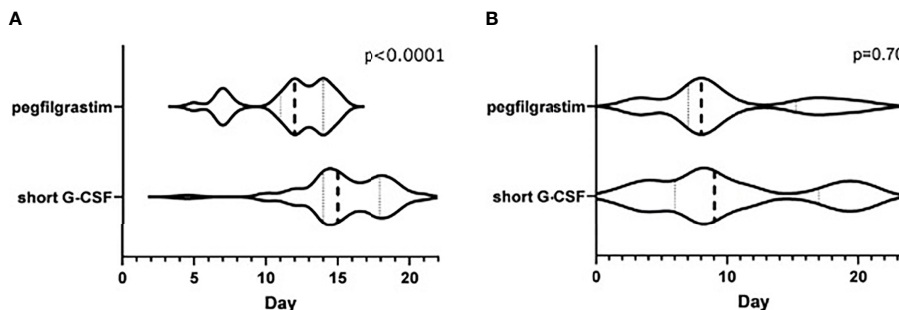 A
p<0.0001
pegfilgrastim
short G-CSF
0 5 10 15 20
Day
B
p=0.70
pegfilgrastim
short G-CSF
0 10 20
Day